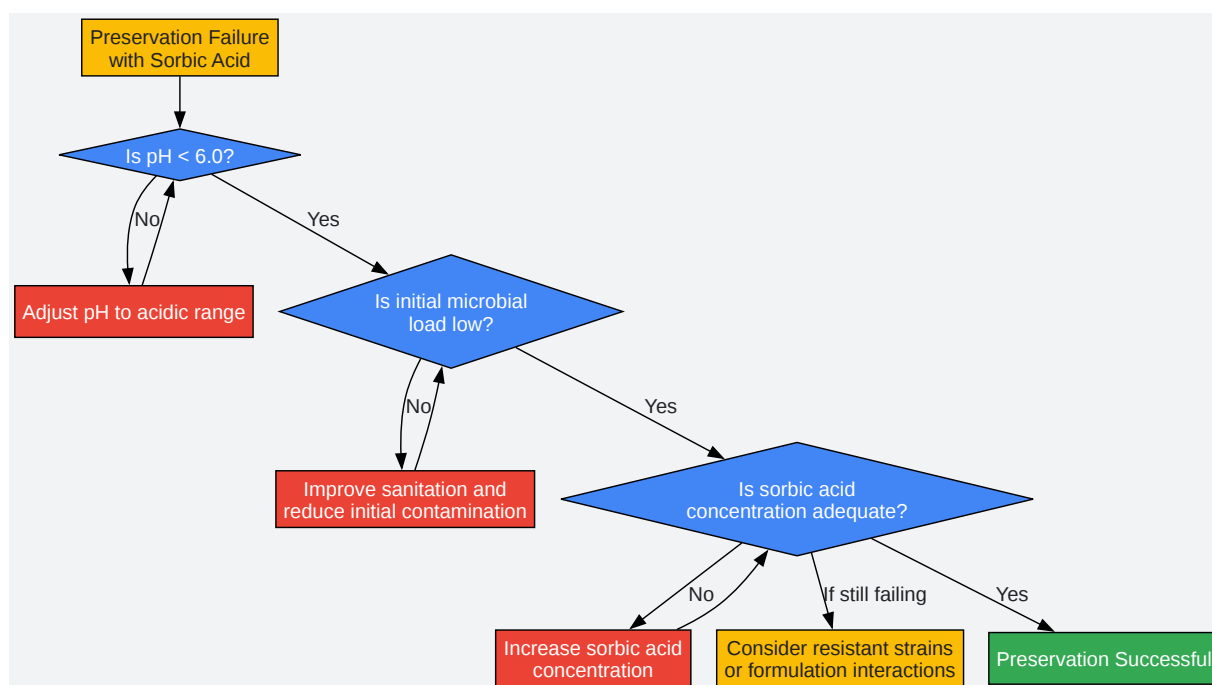 Preservation Failure
with Sorbic Acid
Is pH < 6.0?
No
Yes
Adjust pH to acidic range
Is initial microbial
load low?
No
Yes
Improve sanitation and
reduce initial contamination
Is sorbic acid
concentration adequate?
No
If still failing
Yes
Increase sorbic acid
concentration
Consider resistant strains
or formulation interactions
Preservation Successful